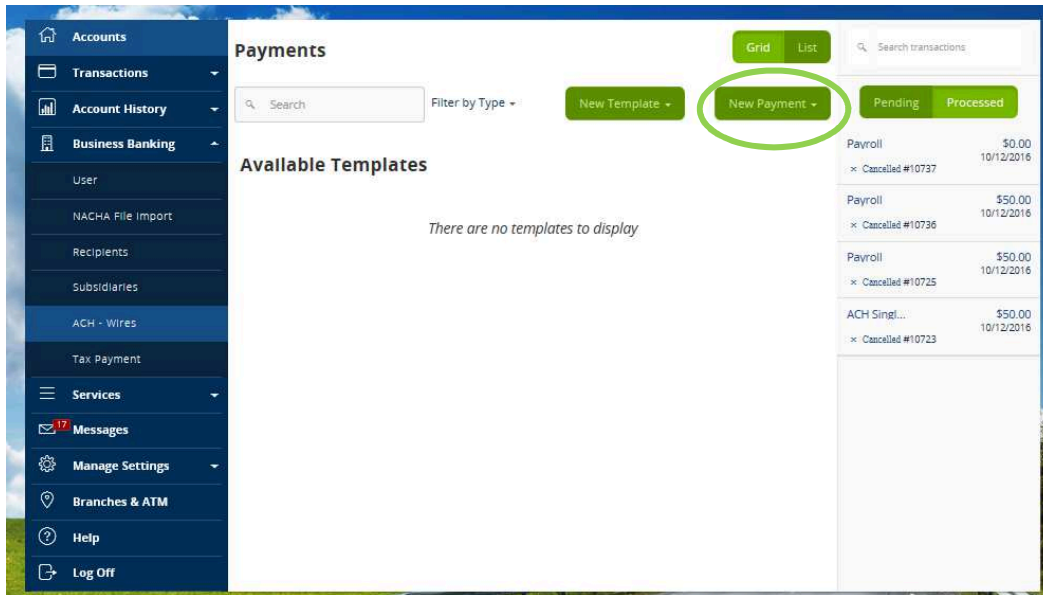 Accounts
Transactions
Account History
Business Banking
User
NACHA File Import
Recipients
Subsidiaries
ACH - Wires
Tax Payment
Services
17
Messages
Manage Settings
Branches & ATM
Help
Log Off
Payments
Grid List
Search
Filter by Type
New Template
New Payment
Available Templates
There are no templates to display
Search transactions
Pending Processed
Payroll $0.00
10/12/2016
× Cancelled #10737
Payroll $50.00
10/12/2016
× Cancelled #10736
Payroll $50.00
10/12/2016
× Cancelled #10725
ACH Singl... $50.00
10/12/2016
× Cancelled #10723